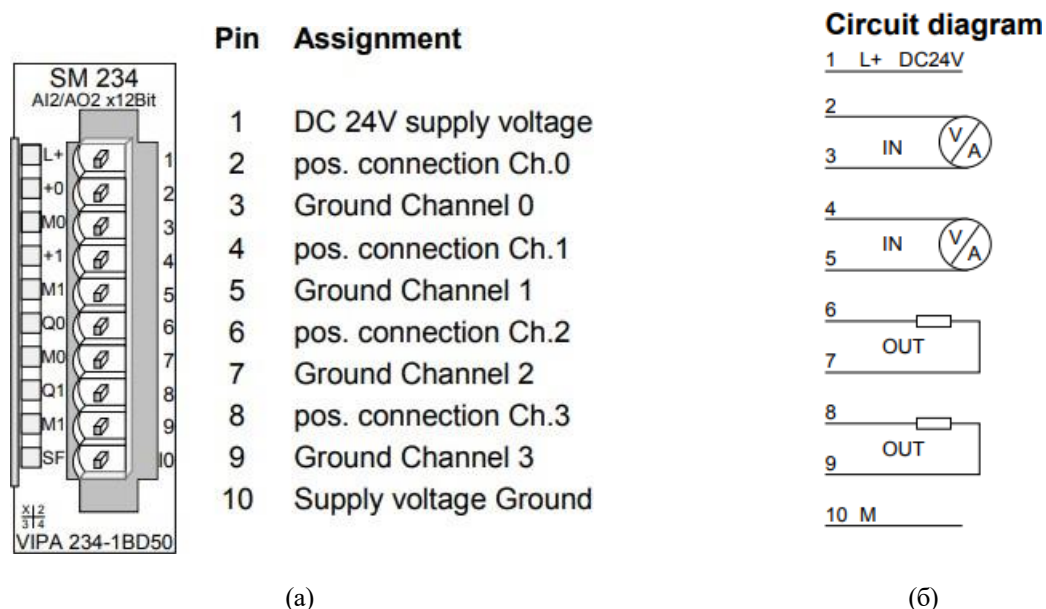 SM 234
AI2/AO2 x12Bit
L+ 1
+0 2
M0 3
+1 4
M1 5
Q0 6
M0 7
Q1 8
M1 9
SF I0
X 2
3 4
VIPA 234-1BD50
Pin Assignment
1 DC 24V supply voltage
2 pos. connection Ch.0
3 Ground Channel 0
4 pos. connection Ch.1
5 Ground Channel 1
6 pos. connection Ch.2
7 Ground Channel 2
8 pos. connection Ch.3
9 Ground Channel 3
10 Supply voltage Ground
Circuit diagram
1 L+ DC24V
2
IN V/A
3
4
IN V/A
5
6
OUT
7
8
OUT
9
10 M
(а) (б)